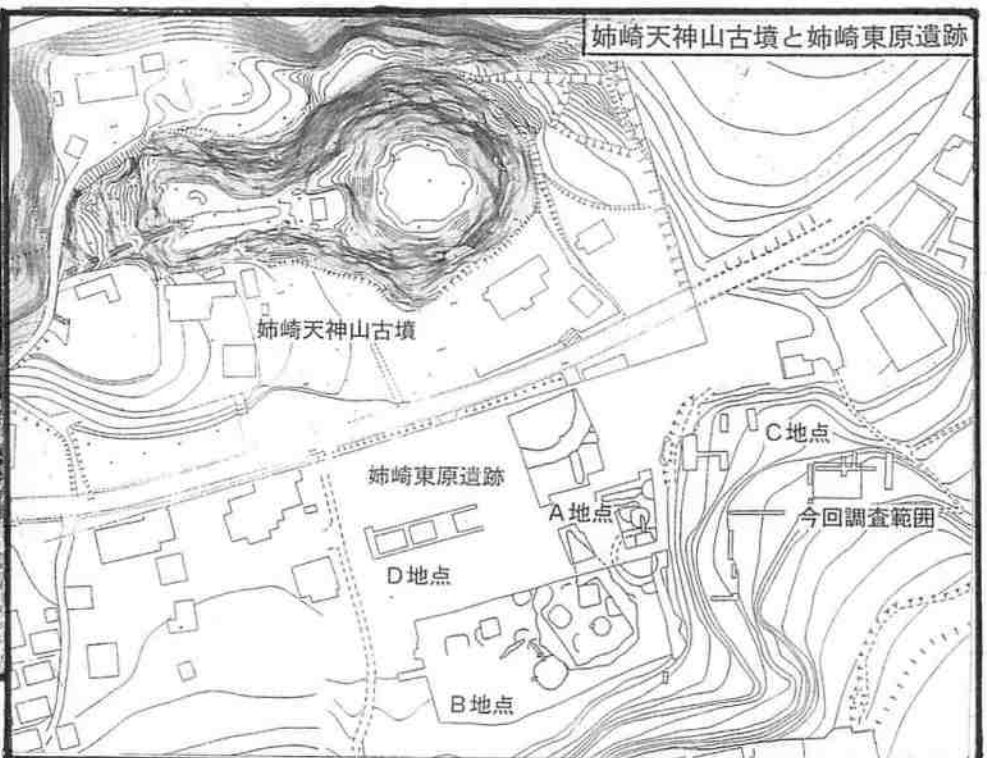 姉崎天神山古墳と姉崎東原遺跡
姉崎天神山古墳
C地点
姉崎東原遺跡
A地点
今回調査範囲
D地点
B地点